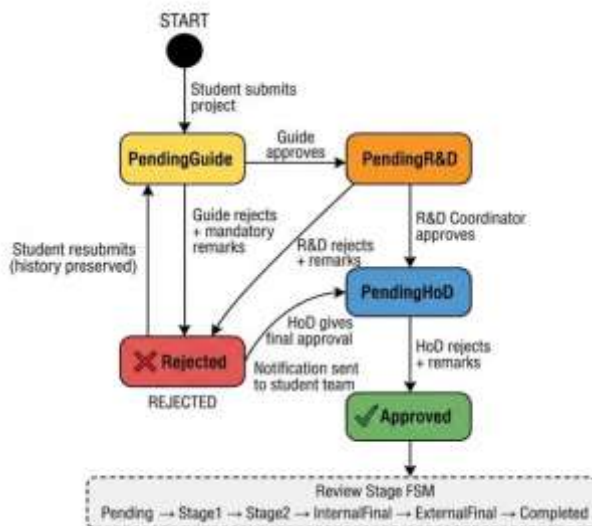 START
Student submits
project
PendingGuide
Guide
approves
PendingR&D
Guide rejects
+ mandatory
remarks
R&D Coordinator
approves
Student resubmits
(history preserved)
R&D rejects
+ remarks
PendingHoD
HoD gives
final approval
HoD rejects
+ remarks
Rejected
Notification sent
to student team
REJECTED
Approved
Review Stage FSM
Pending → Stage1 → Stage2 → InternalFinal → ExternalFinal → Completed